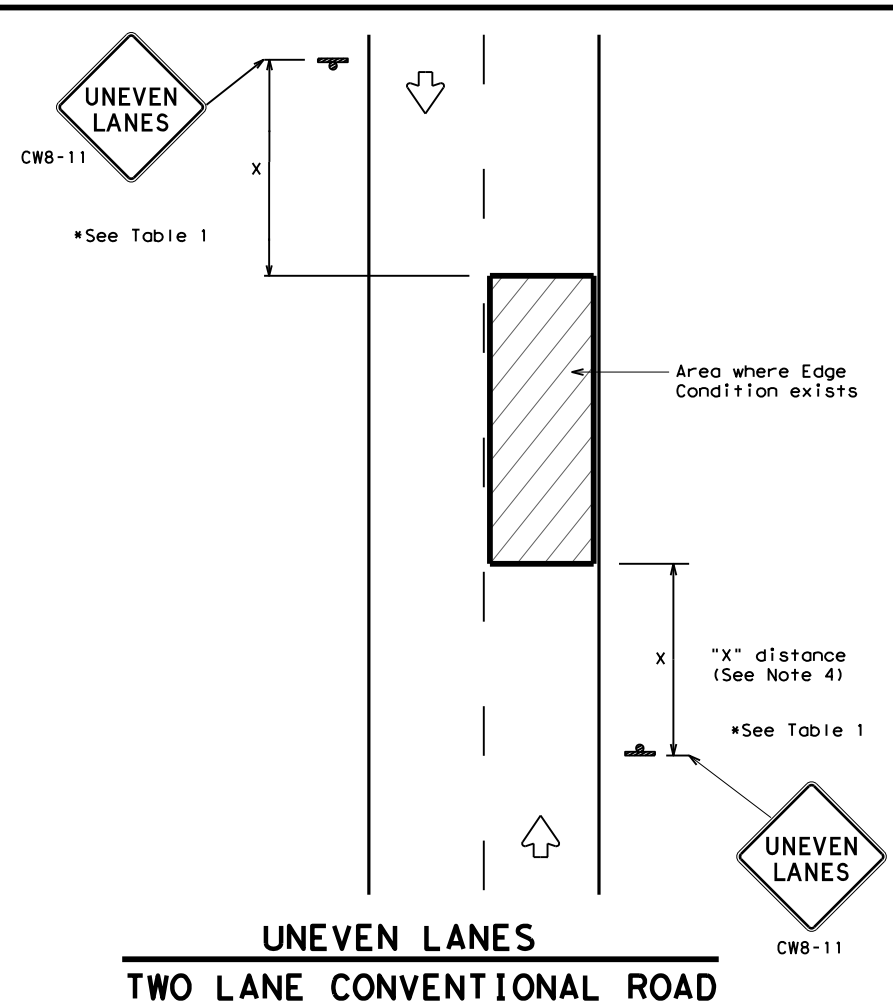 UNEVEN
LANES
CW8-11
X
*See Table 1
Area where Edge
Condition exists
X
"X" distance
(See Note 4)
*See Table 1
UNEVEN
LANES
CW8-11
UNEVEN LANES
TWO LANE CONVENTIONAL ROAD